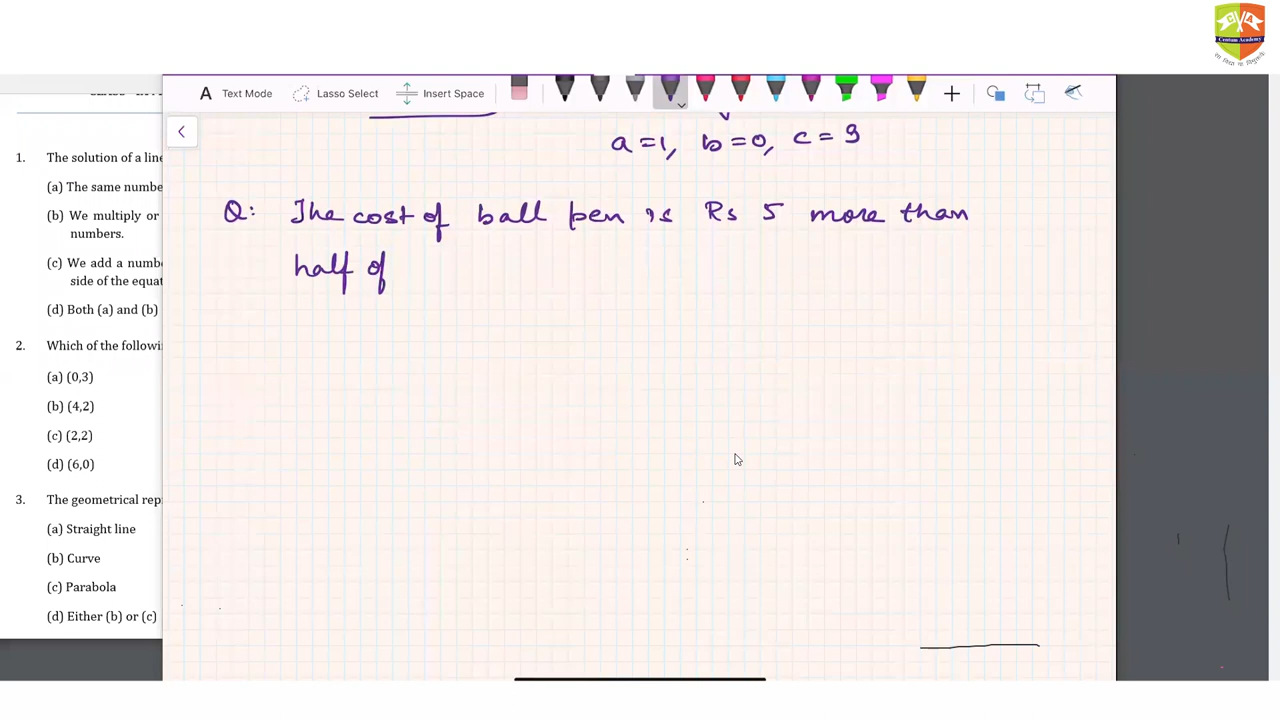 Centum Academy
A Text Mode Lasso Select Insert Space
a = 1, b = 0, c = 9
Q: The cost of ball pen is Rs 5 more than
half of
1. The solution of a line
(a) The same numbe
(b) We multiply or
numbers.
(c) We add a numb
side of the equat
(d) Both (a) and (b)
2. Which of the followi
(a) (0,3)
(b) (4,2)
(c) (2,2)
(d) (6,0)
3. The geometrical rep
(a) Straight line
(b) Curve
(c) Parabola
(d) Either (b) or (c)